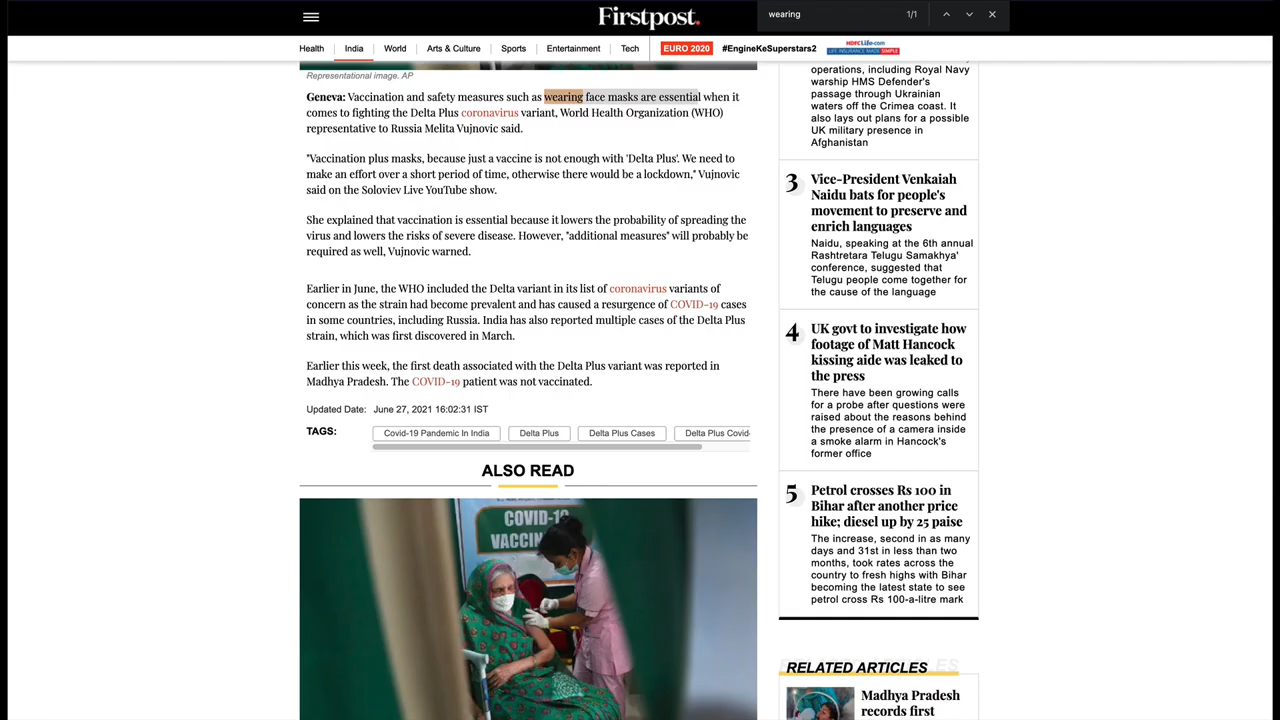 Firstpost.
wearing
1/1
Health
India
World
Arts & Culture
Sports
Entertainment
Tech
EURO 2020
#EngineKeSuperstars2
HDFCLife.com
LIFE INSURANCE MADE SIMPLE
Representational image. AP
Geneva: Vaccination and safety measures such as wearing face masks are essential when it
comes to fighting the Delta Plus coronavirus variant, World Health Organization (WHO)
representative to Russia Melita Vujnovic said.
"Vaccination plus masks, because just a vaccine is not enough with 'Delta Plus'. We need to
make an effort over a short period of time, otherwise there would be a lockdown," Vujnovic
said on the Soloviev Live YouTube show.
She explained that vaccination is essential because it lowers the probability of spreading the
virus and lowers the risks of severe disease. However, "additional measures" will probably be
required as well, Vujnovic warned.
Earlier in June, the WHO included the Delta variant in its list of coronavirus variants of
concern as the strain had become prevalent and has caused a resurgence of COVID-19 cases
in some countries, including Russia. India has also reported multiple cases of the Delta Plus
strain, which was first discovered in March.
Earlier this week, the first death associated with the Delta Plus variant was reported in
Madhya Pradesh. The COVID-19 patient was not vaccinated.
Updated Date: June 27, 2021 16:02:31 IST
TAGS:
Covid-19 Pandemic In India
Delta Plus
Delta Plus Cases
Delta Plus Covid-
ALSO READ
COVID-19
VACCIN
operations, including Royal Navy
warship HMS Defender's
passage through Ukrainian
waters off the Crimea coast. It
also lays out plans for a possible
UK military presence in
Afghanistan
3
Vice-President Venkaiah
Naidu bats for people's
movement to preserve and
enrich languages
Naidu, speaking at the 6th annual
Rashtretara Telugu Samakhya'
conference, suggested that
Telugu people come together for
the cause of the language
4
UK govt to investigate how
footage of Matt Hancock
kissing aide was leaked to
the press
There have been growing calls
for a probe after questions were
raised about the reasons behind
the presence of a camera inside
a smoke alarm in Hancock's
former office
5
Petrol crosses Rs 100 in
Bihar after another price
hike; diesel up by 25 paise
The increase, second in as many
days and 31st in less than two
months, took rates across the
country to fresh highs with Bihar
becoming the latest state to see
petrol cross Rs 100-a-litre mark
RELATED ARTICLES
Madhya Pradesh
records first